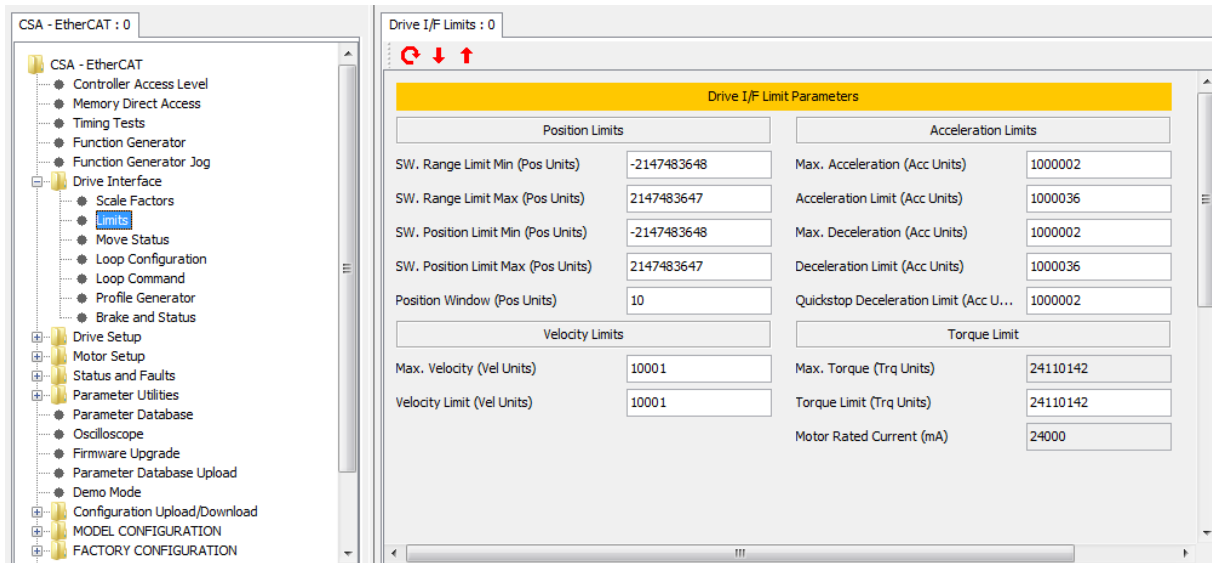 CSA - EtherCAT : 0
CSA - EtherCAT
Controller Access Level
Memory Direct Access
Timing Tests
Function Generator
Function Generator Jog
Drive Interface
Scale Factors
Limits
Move Status
Loop Configuration
Loop Command
Profile Generator
Brake and Status
Drive Setup
Motor Setup
Status and Faults
Parameter Utilities
Parameter Database
Oscilloscope
Firmware Upgrade
Parameter Database Upload
Demo Mode
Configuration Upload/Download
MODEL CONFIGURATION
FACTORY CONFIGURATION
Drive I/F Limits : 0
Drive I/F Limit Parameters
Position Limits
SW. Range Limit Min (Pos Units) -2147483648
SW. Range Limit Max (Pos Units) 2147483647
SW. Position Limit Min (Pos Units) -2147483648
SW. Position Limit Max (Pos Units) 2147483647
Position Window (Pos Units) 10
Velocity Limits
Max. Velocity (Vel Units) 10001
Velocity Limit (Vel Units) 10001
Acceleration Limits
Max. Acceleration (Acc Units) 1000002
Acceleration Limit (Acc Units) 1000036
Max. Deceleration (Acc Units) 1000002
Deceleration Limit (Acc Units) 1000036
Quickstop Deceleration Limit (Acc U... 1000002
Torque Limit
Max. Torque (Trq Units) 24110142
Torque Limit (Trq Units) 24110142
Motor Rated Current (mA) 24000